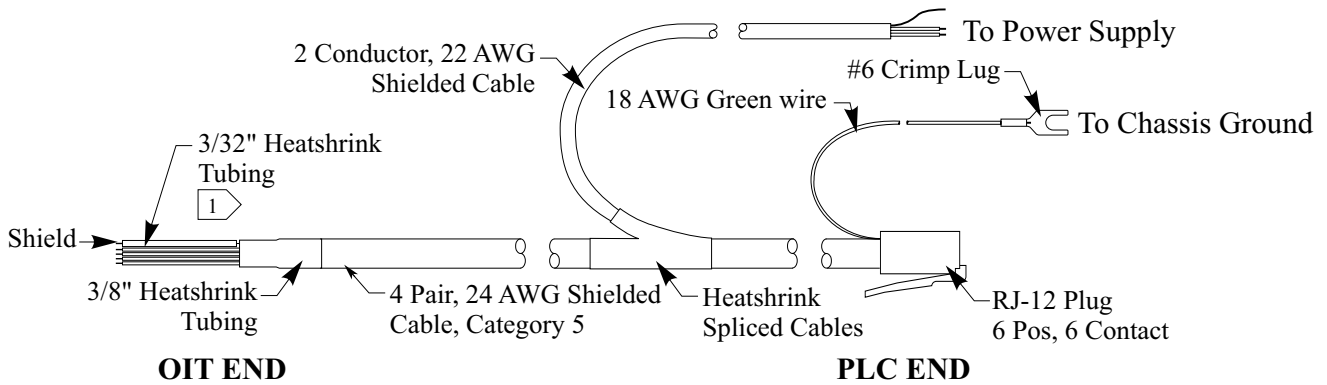 To Power Supply
2 Conductor, 22 AWG
Shielded Cable
#6 Crimp Lug
18 AWG Green wire
To Chassis Ground
3/32" Heatshrink
Tubing
1
Shield
3/8" Heatshrink
Tubing
4 Pair, 24 AWG Shielded
Cable, Category 5
Heatshrink
Spliced Cables
RJ-12 Plug
6 Pos, 6 Contact
OIT END
PLC END